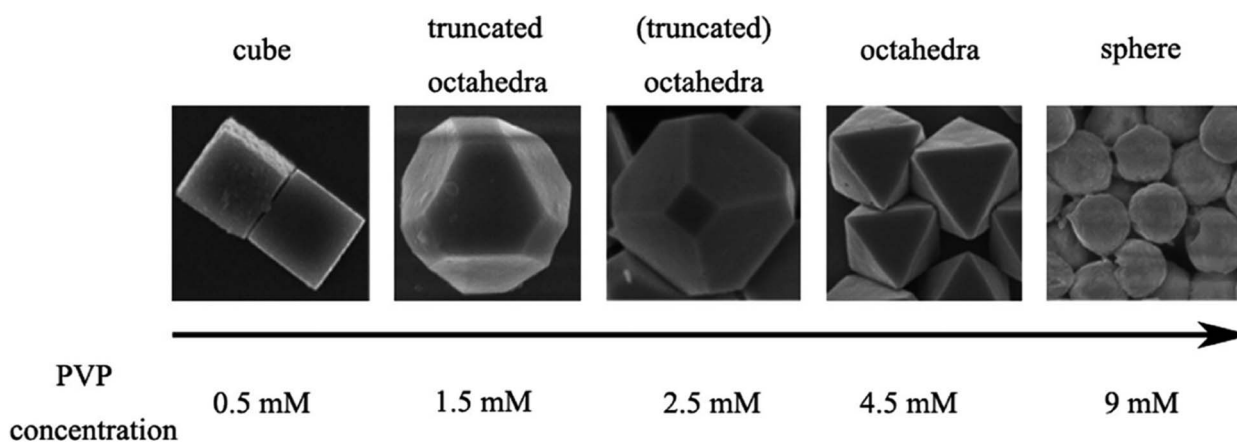 cube
truncated
octahedra
(truncated)
octahedra
octahedra
sphere
PVP
concentration
0.5 mM
1.5 mM
2.5 mM
4.5 mM
9 mM